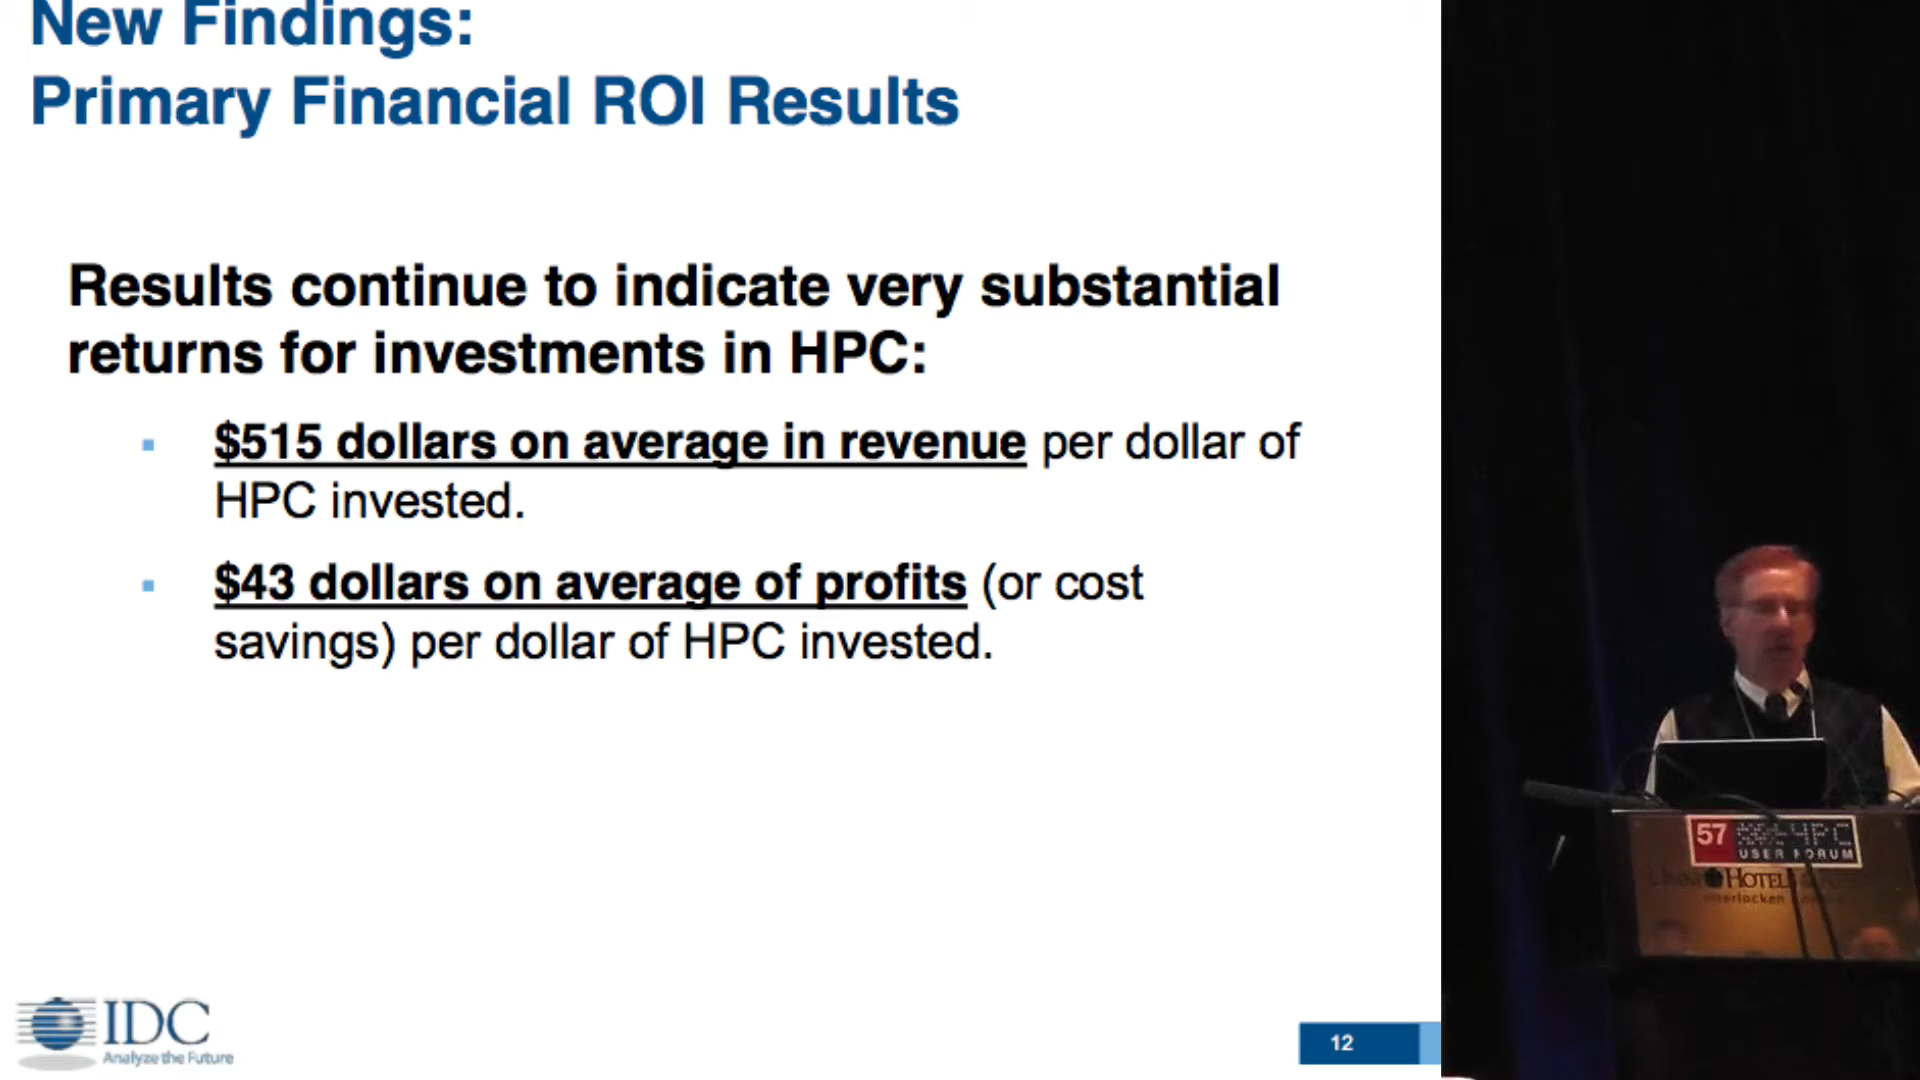 New Findings:
Primary Financial ROI Results
Results continue to indicate very substantial
returns for investments in HPC:
$515 dollars on average in revenue per dollar of
HPC invested.
$43 dollars on average of profits (or cost
savings) per dollar of HPC invested.
IDC
Analyze the Future
12
57 HPC
USER FORUM
HOTEL